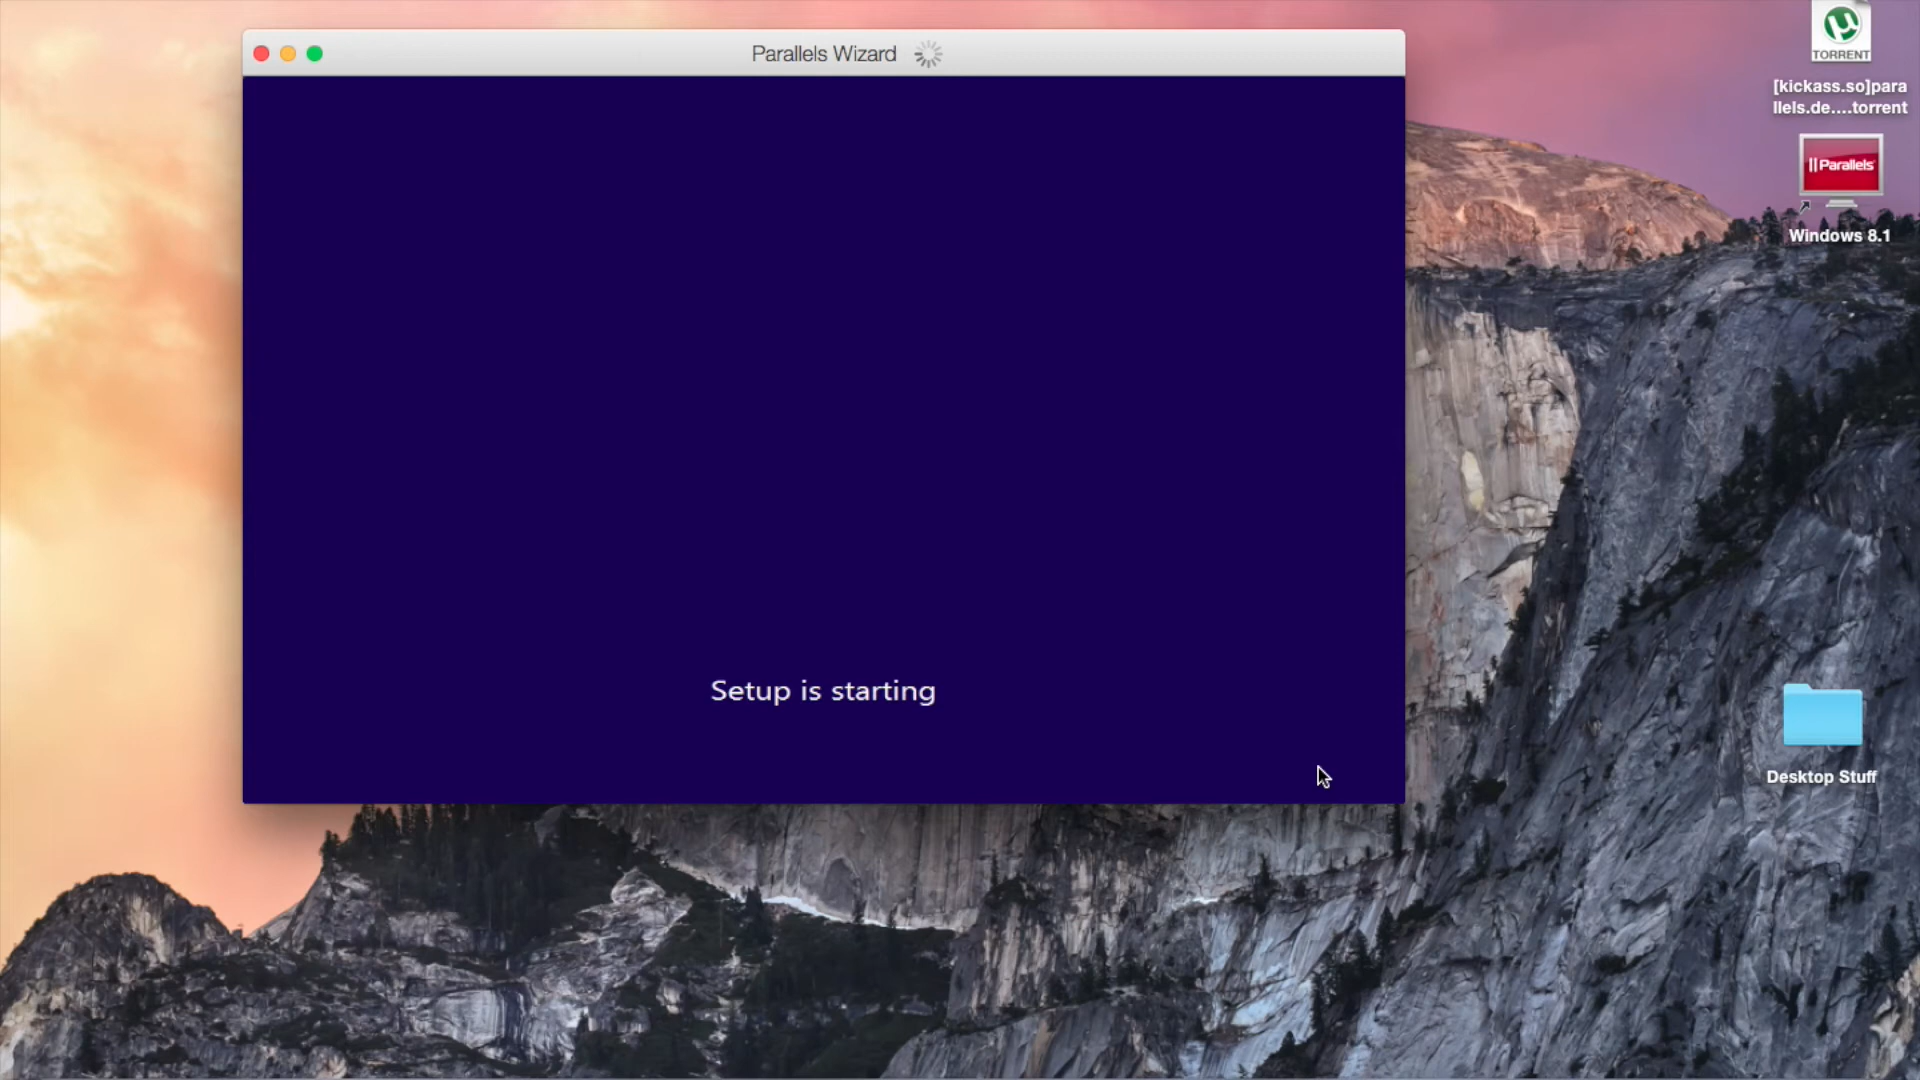 Parallels Wizard
TORRENT
[kickass.so]para
llels.de....torrent
Parallels
Windows 8.1
Setup is starting
Desktop Stuff